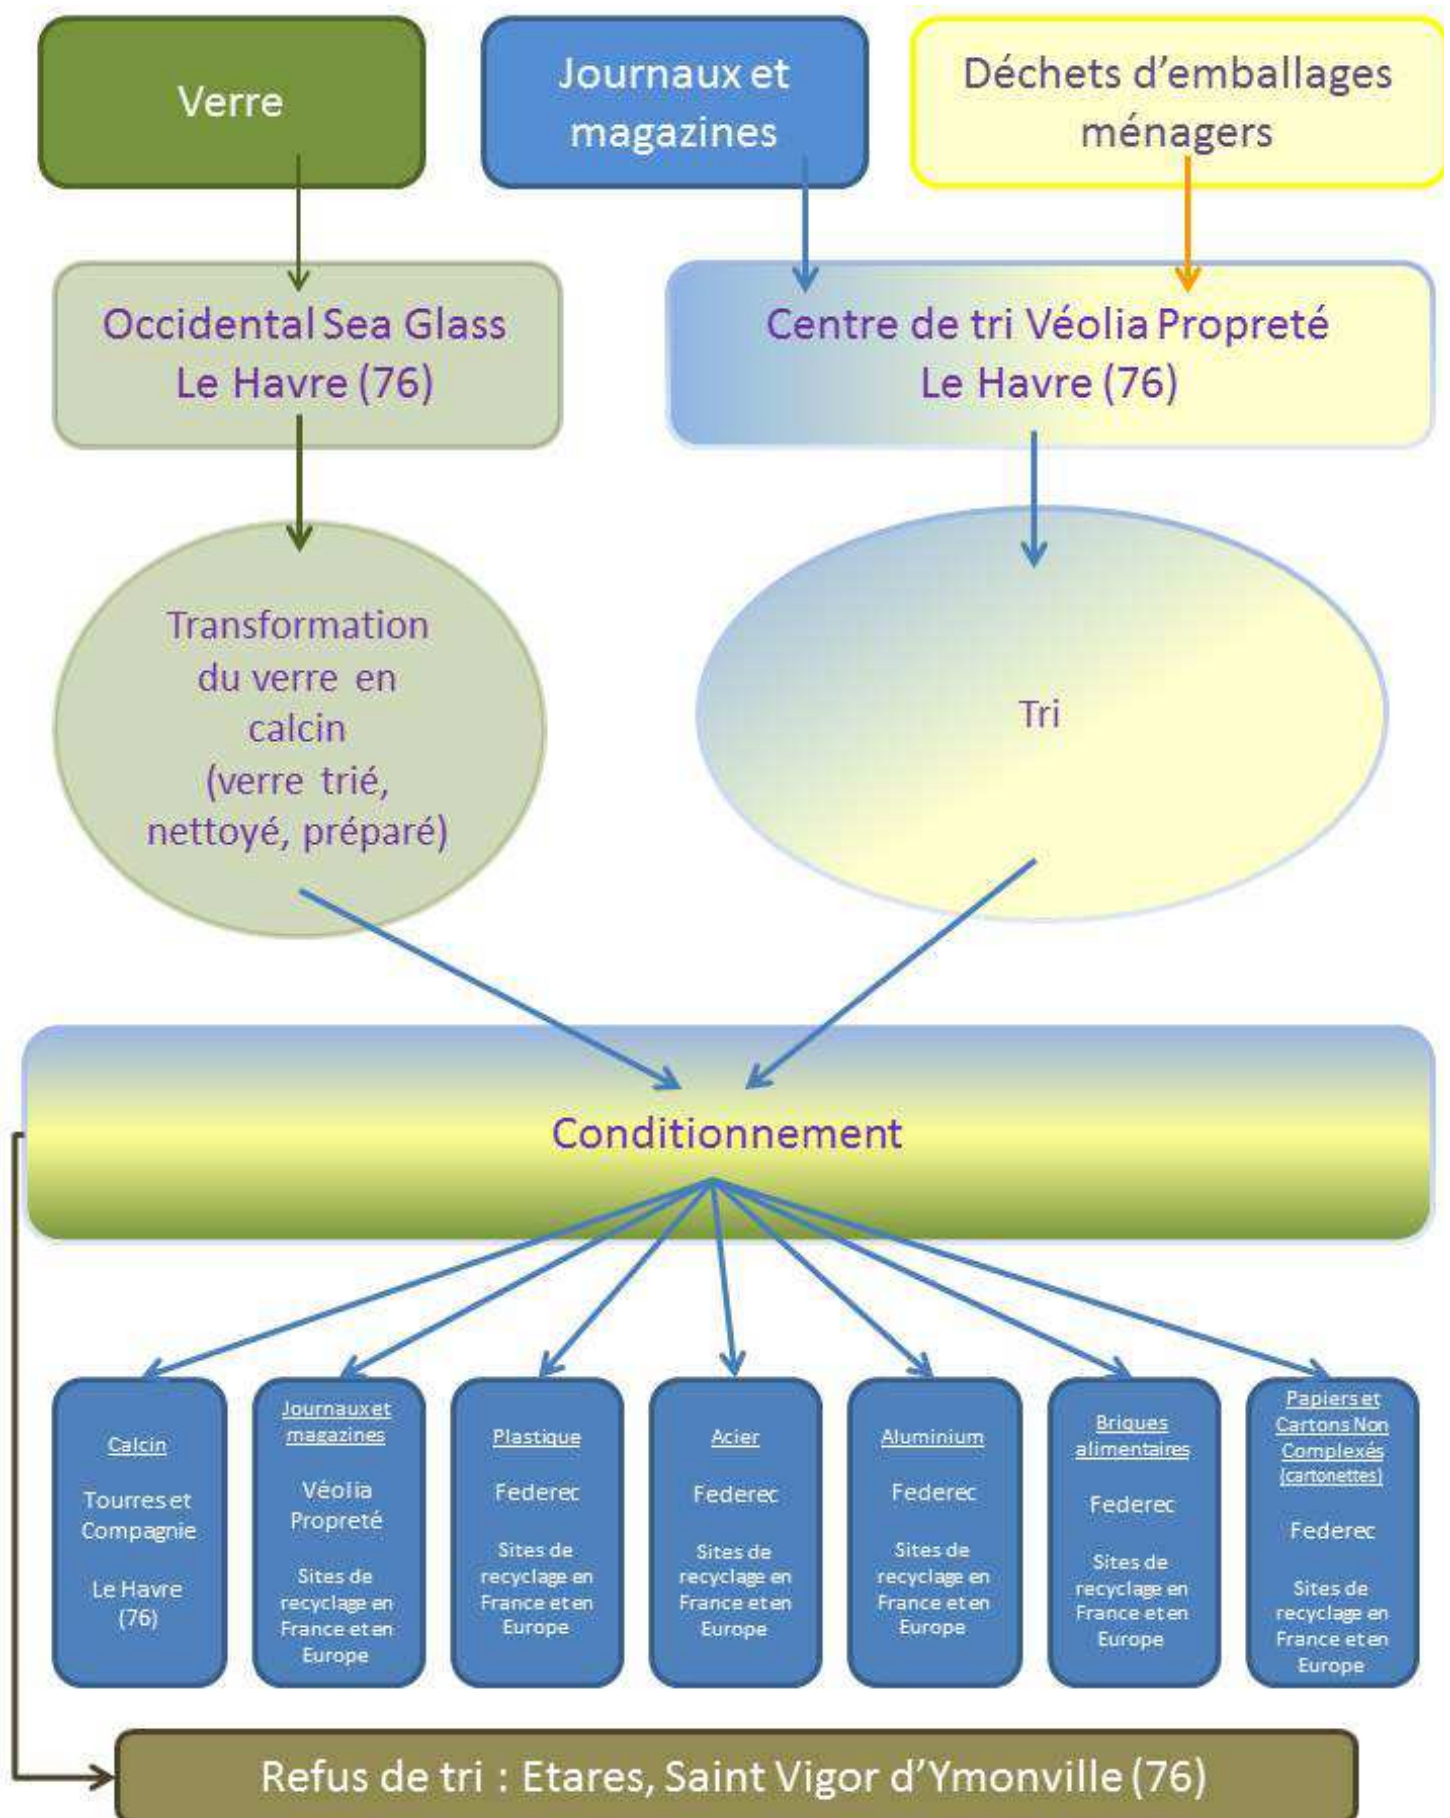 Verre
Journaux et
magazines
Déchets d'emballages
ménagers
Occidental Sea Glass
Le Havre (76)
Centre de tri Véolia Propreté
Le Havre (76)
Transformation
du verre en
calcin
(verre trié,
nettoyé, préparé)
Tri
Conditionnement
Calcin
Tourres et
Compagnie
Le Havre
(76)
Journaux et
magazines
Véolia
Propreté
Sites de
recyclage en
France et en
Europe
Plastique
Federec
Sites de
recyclage en
France et en
Europe
Acier
Federec
Sites de
recyclage en
France et en
Europe
Aluminium
Federec
Sites de
recyclage en
France et en
Europe
Briques
alimentaires
Federec
Sites de
recyclage en
France et en
Europe
Papiers et
Cartons Non
Complexés
(cartonettes)
Federec
Sites de
recyclage en
France et en
Europe
Refus de tri : Etares, Saint Vigor d'Ymonville (76)